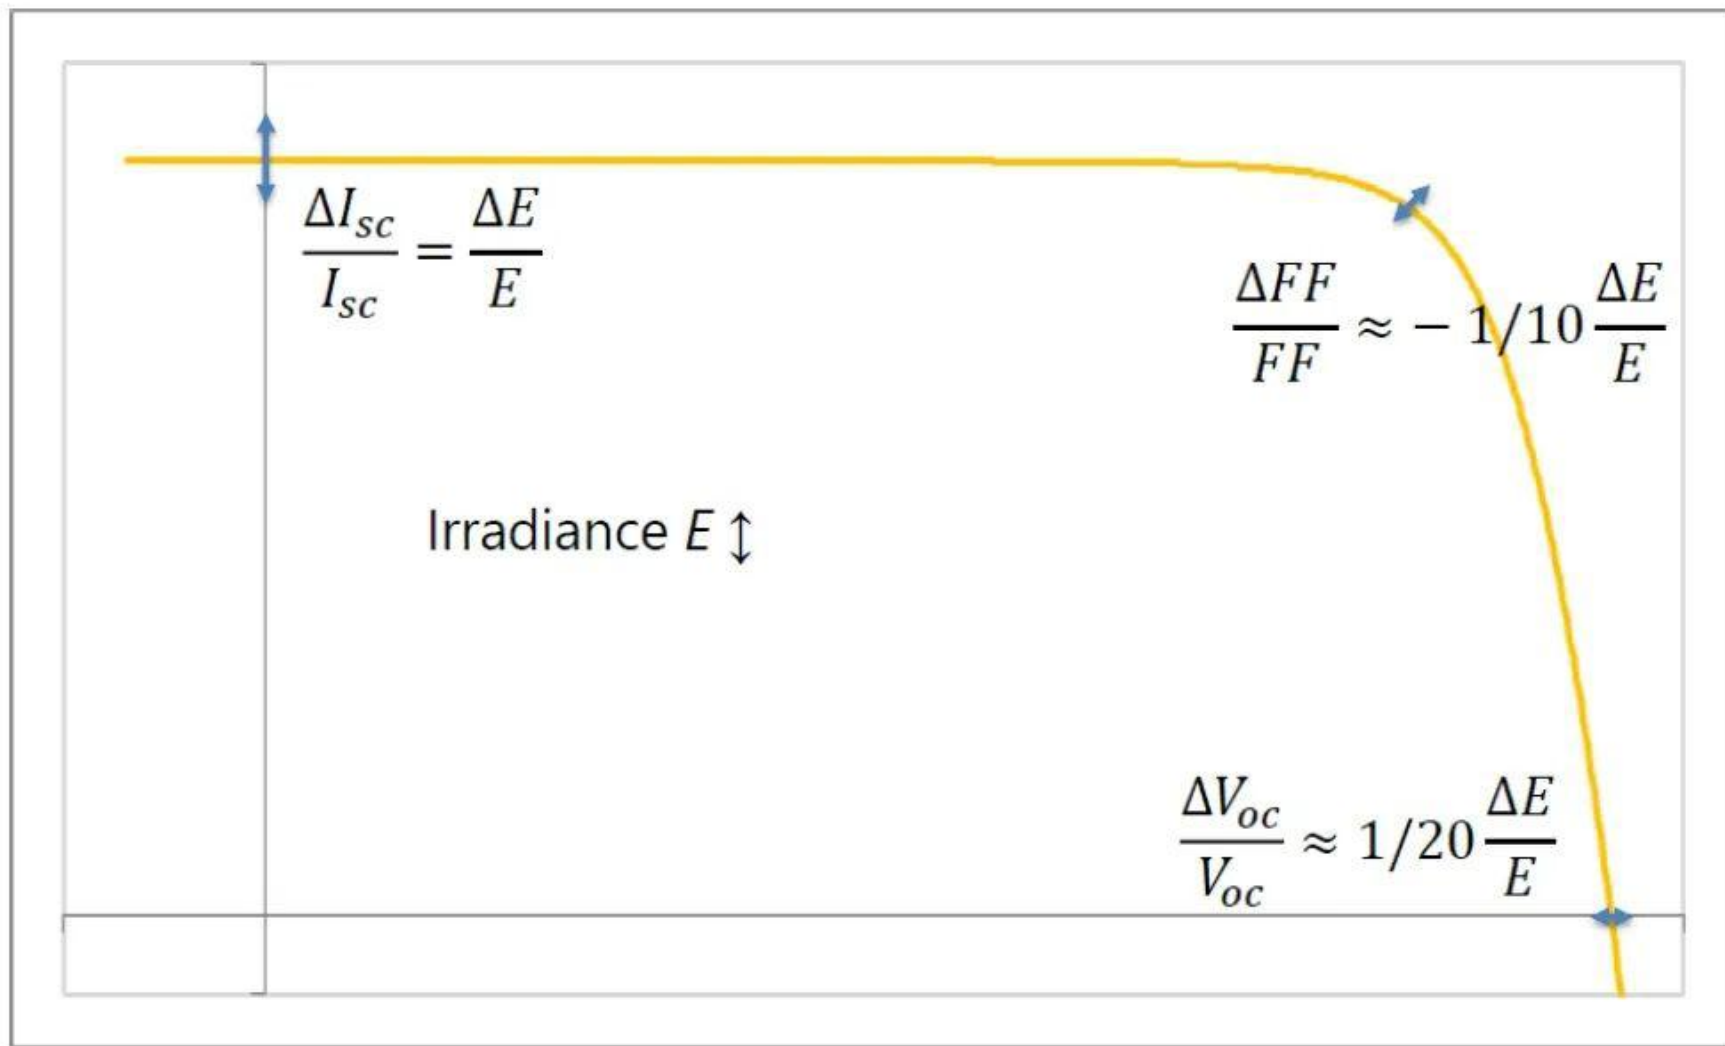 ΔI_sc / I_sc = ΔE / E
ΔFF / FF ≈ − 1/10 ΔE / E
Irradiance E ↕
ΔV_oc / V_oc ≈ 1/20 ΔE / E